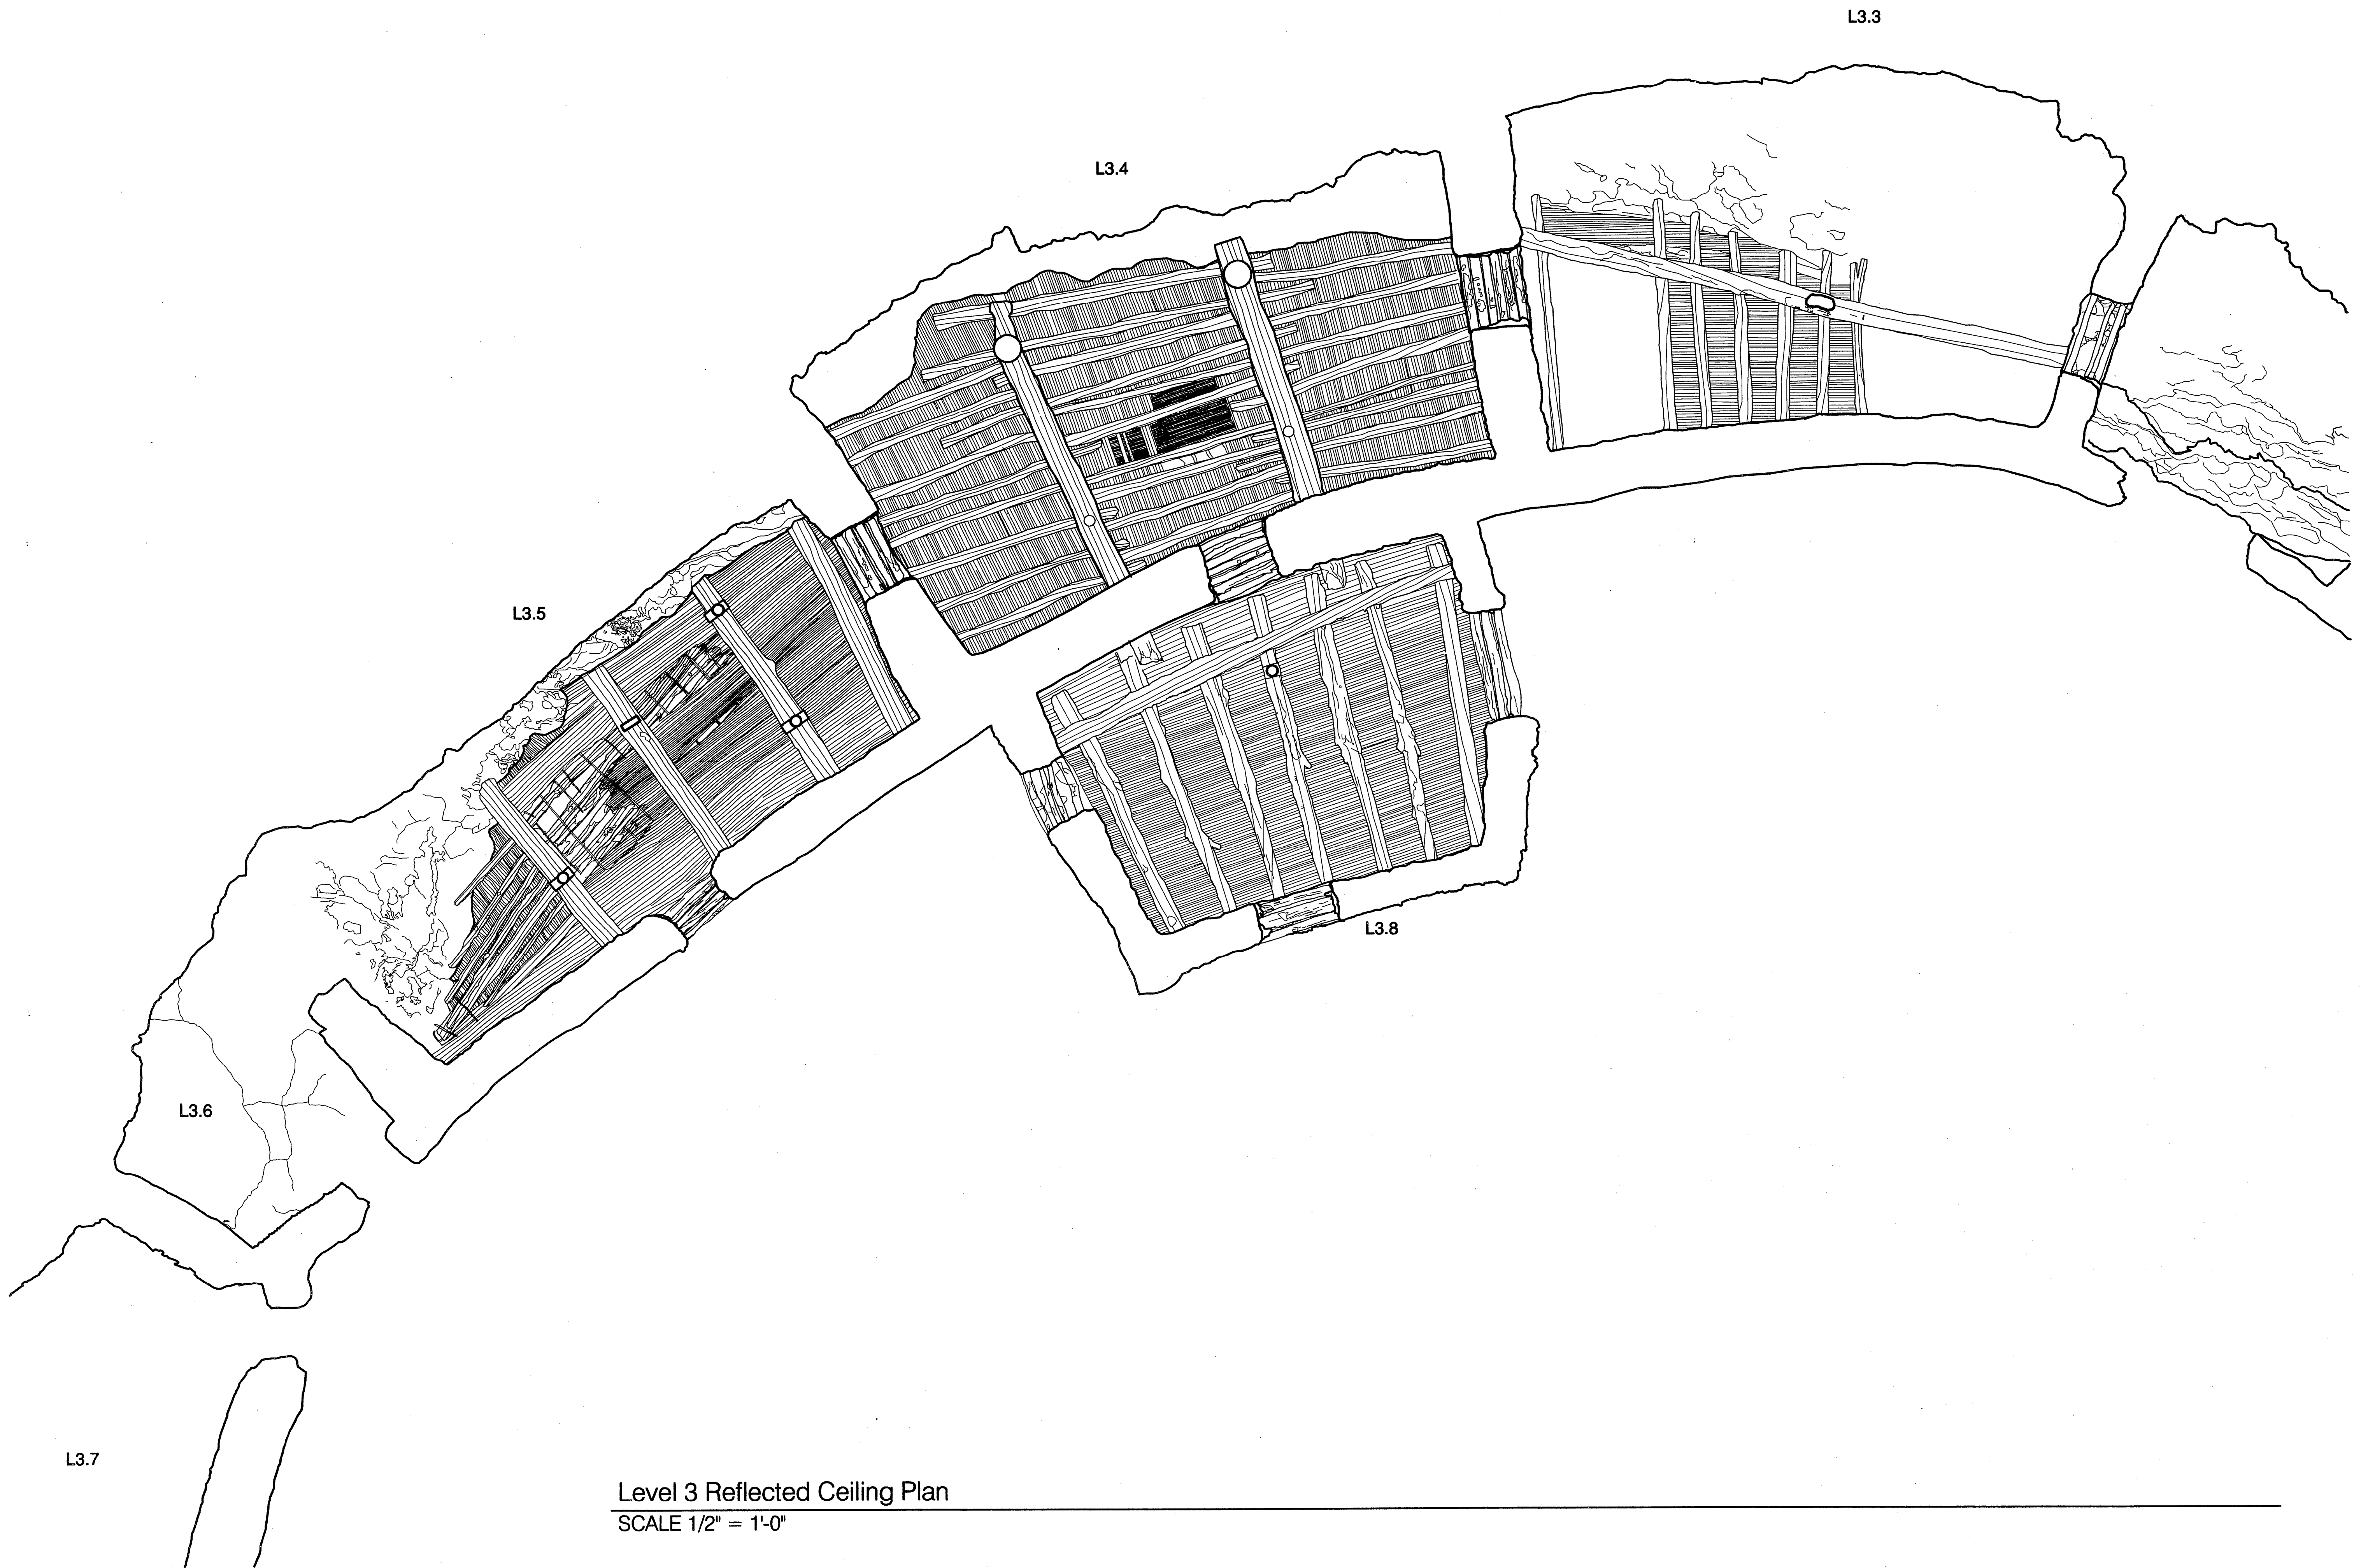 L3.3
L3.4
L3.5
L3.8
L3.6
L3.7
Level 3 Reflected Ceiling Plan
SCALE 1/2" = 1'-0"